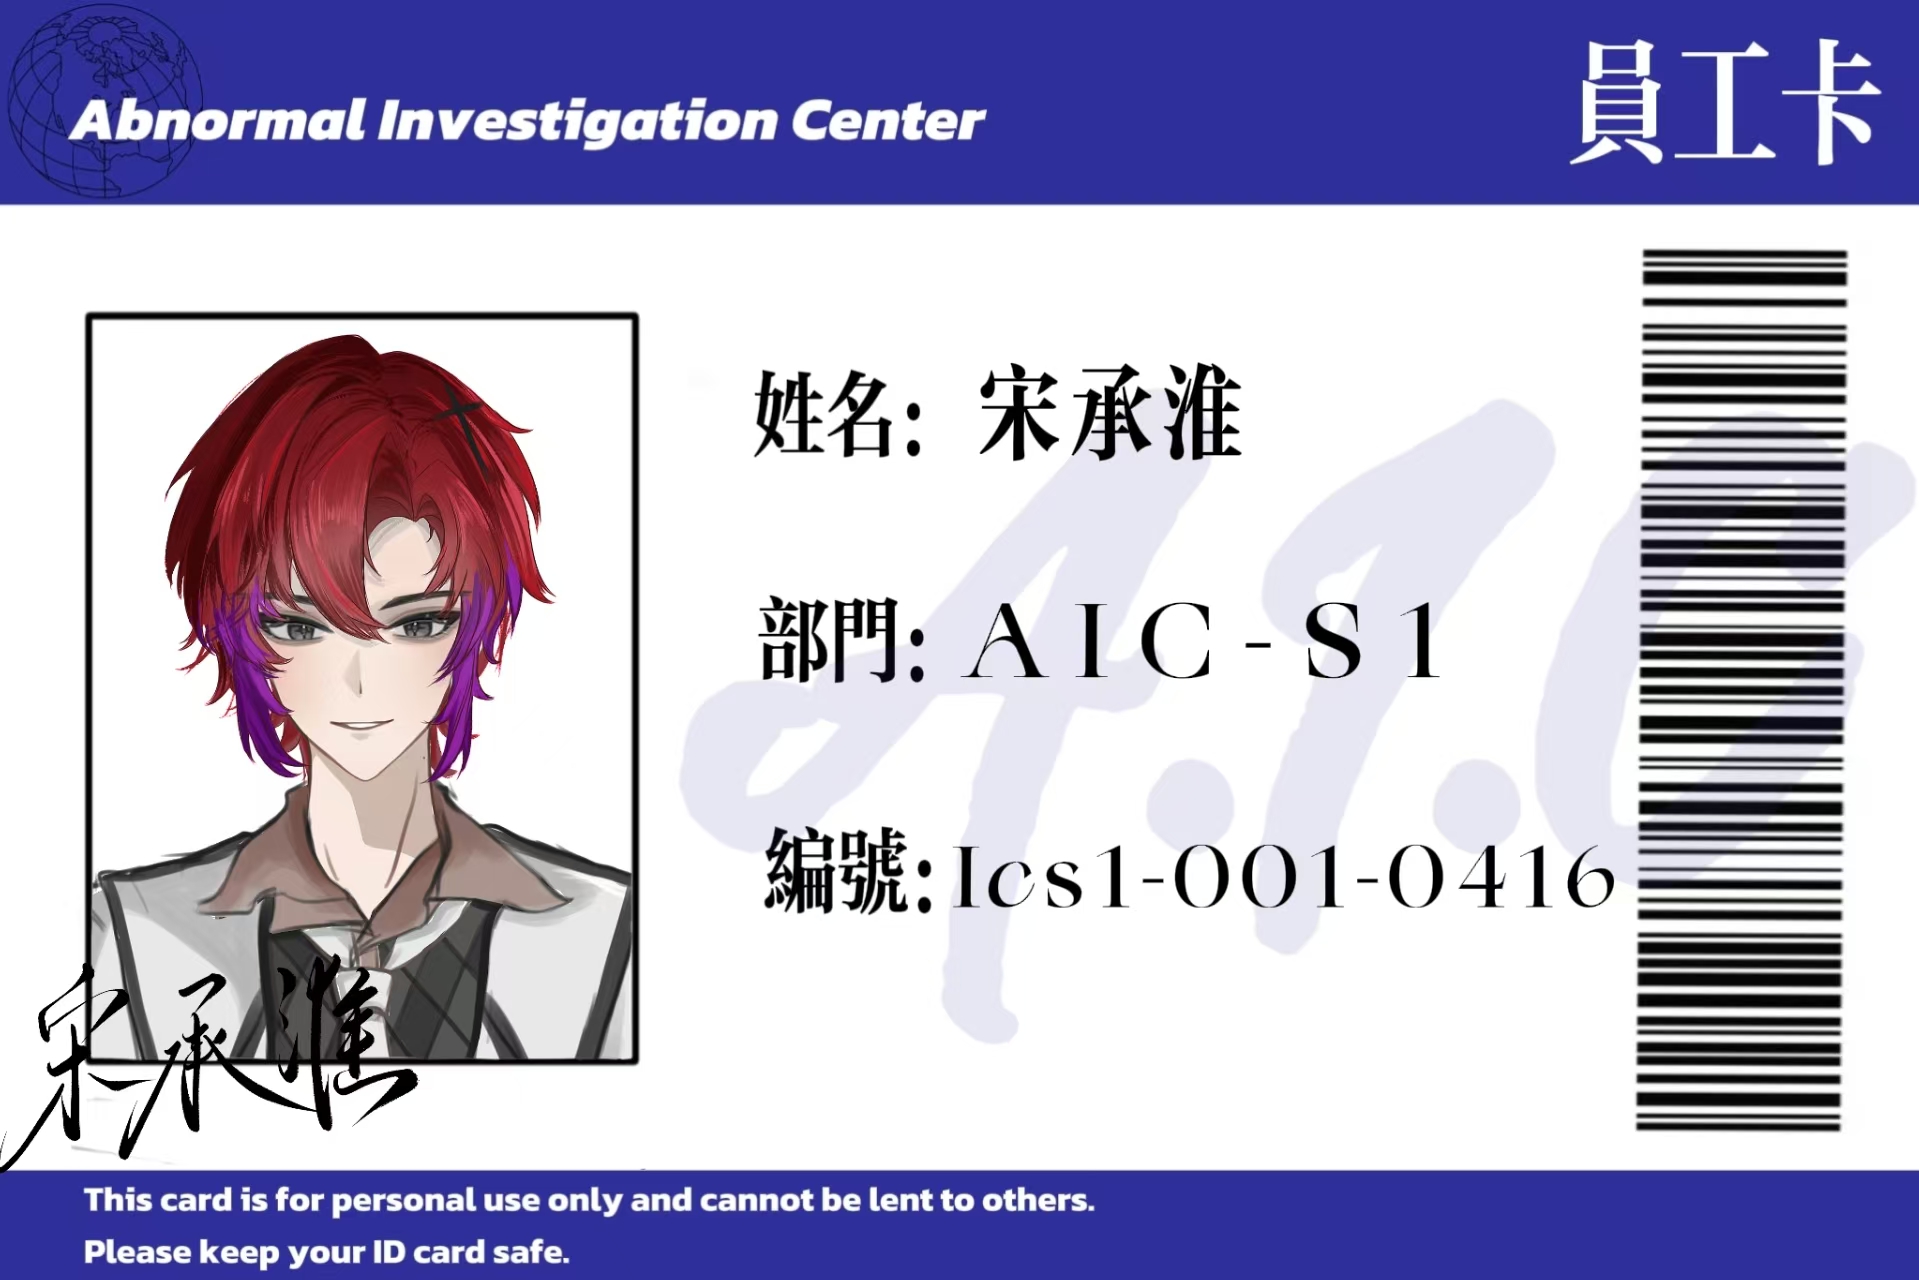 Abnormal Investigation Center
員工卡
姓名: 宋承淮
部門: AIC-S1
編號: Ics1-001-0416
A.I.C
宋承淮
This card is for personal use only and cannot be lent to others.
Please keep your ID card safe.